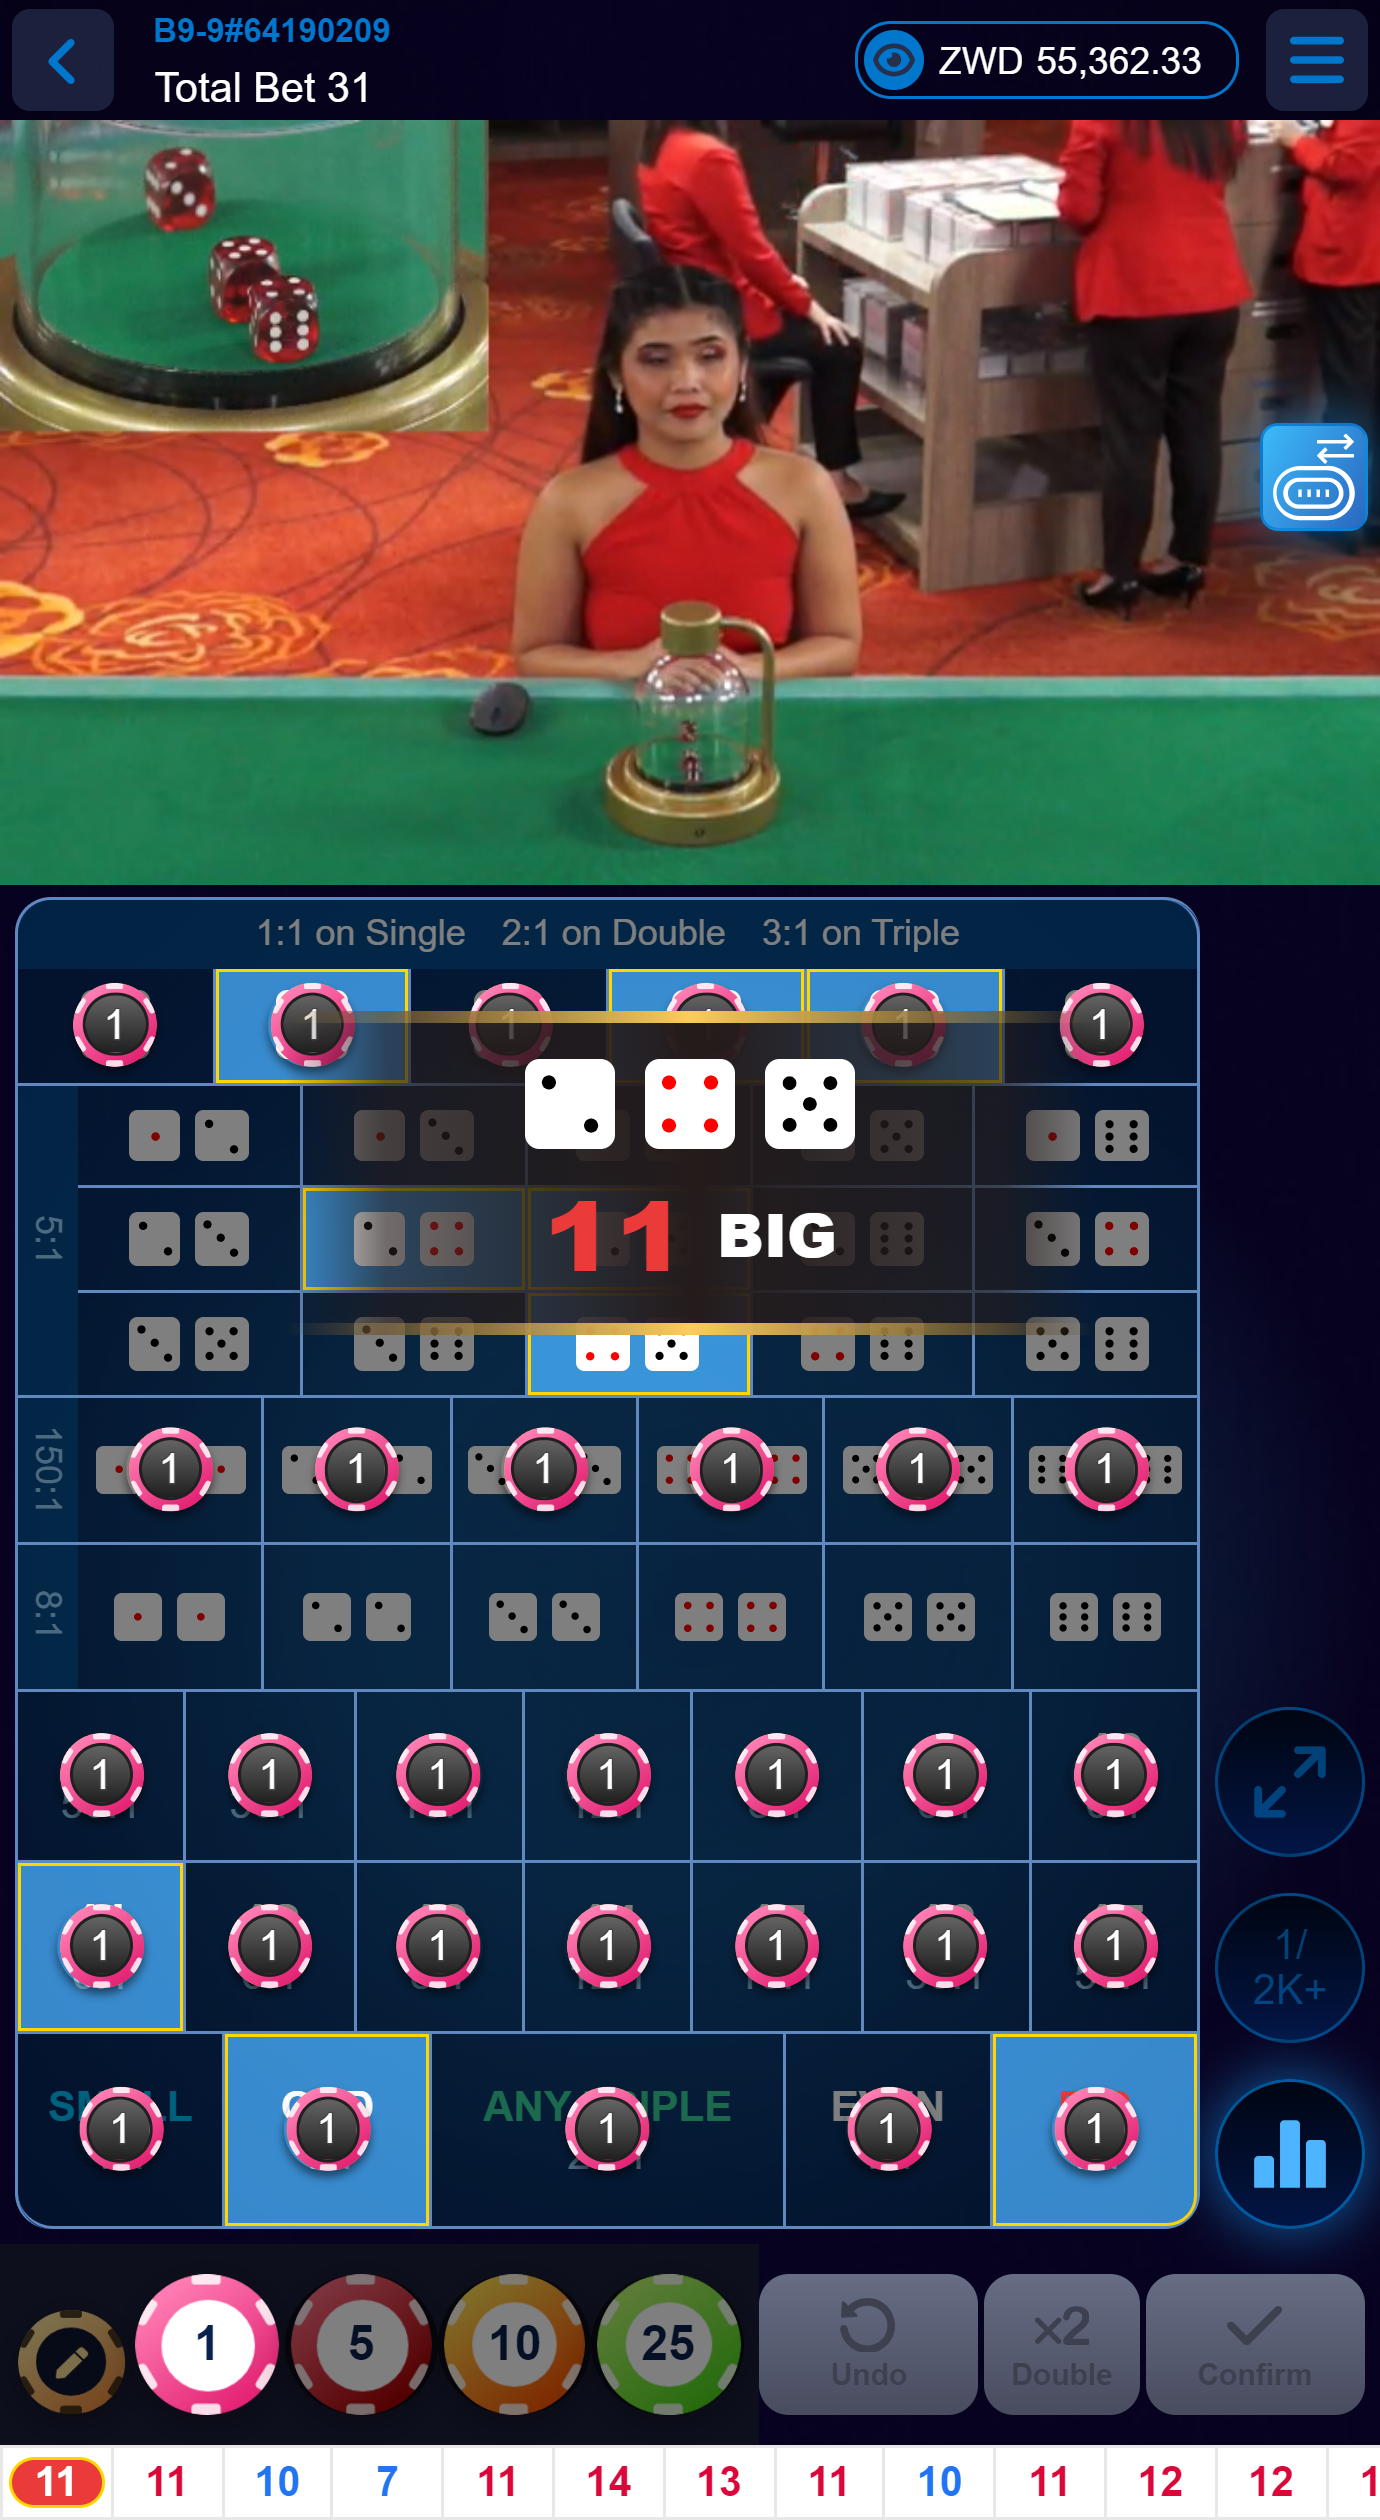 B9-9#64190209
Total Bet 31
ZWD 55,362.33
1:1 on Single 2:1 on Double 3:1 on Triple
1 1 1 1 1
5:1
11 BIG
150:1
1 1 1 1 1 1
8:1
1 1 1 1 1 1 1
1 1 1 1 1 1 1
ANY
1 1 1 1 1
1/
2K+
1 5 10 25
Undo
x2
Double
Confirm
11 11 10 7 11 14 13 11 10 11 12 12